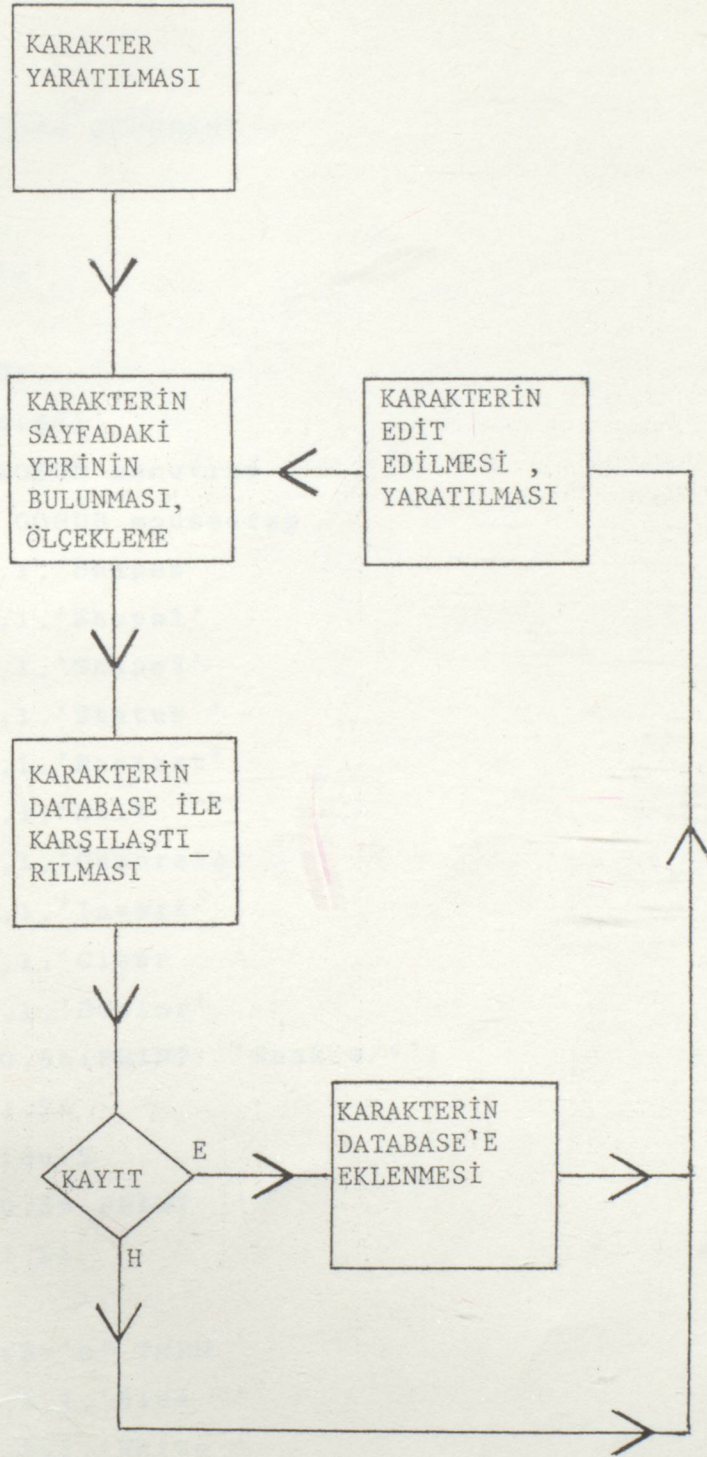 KARAKTER
YARATILMASI
KARAKTERİN
SAYFADAKİ
YERİNİN
BULUNMASI,
ÖLÇEKLEME
KARAKTERİN
EDİT
EDİLMESİ ,
YARATILMASI
KARAKTERİN
DATABASE İLE
KARŞILAŞTI_
RILMASI
KAYIT
E
H
KARAKTERİN
DATABASE'E
EKLENMESİ